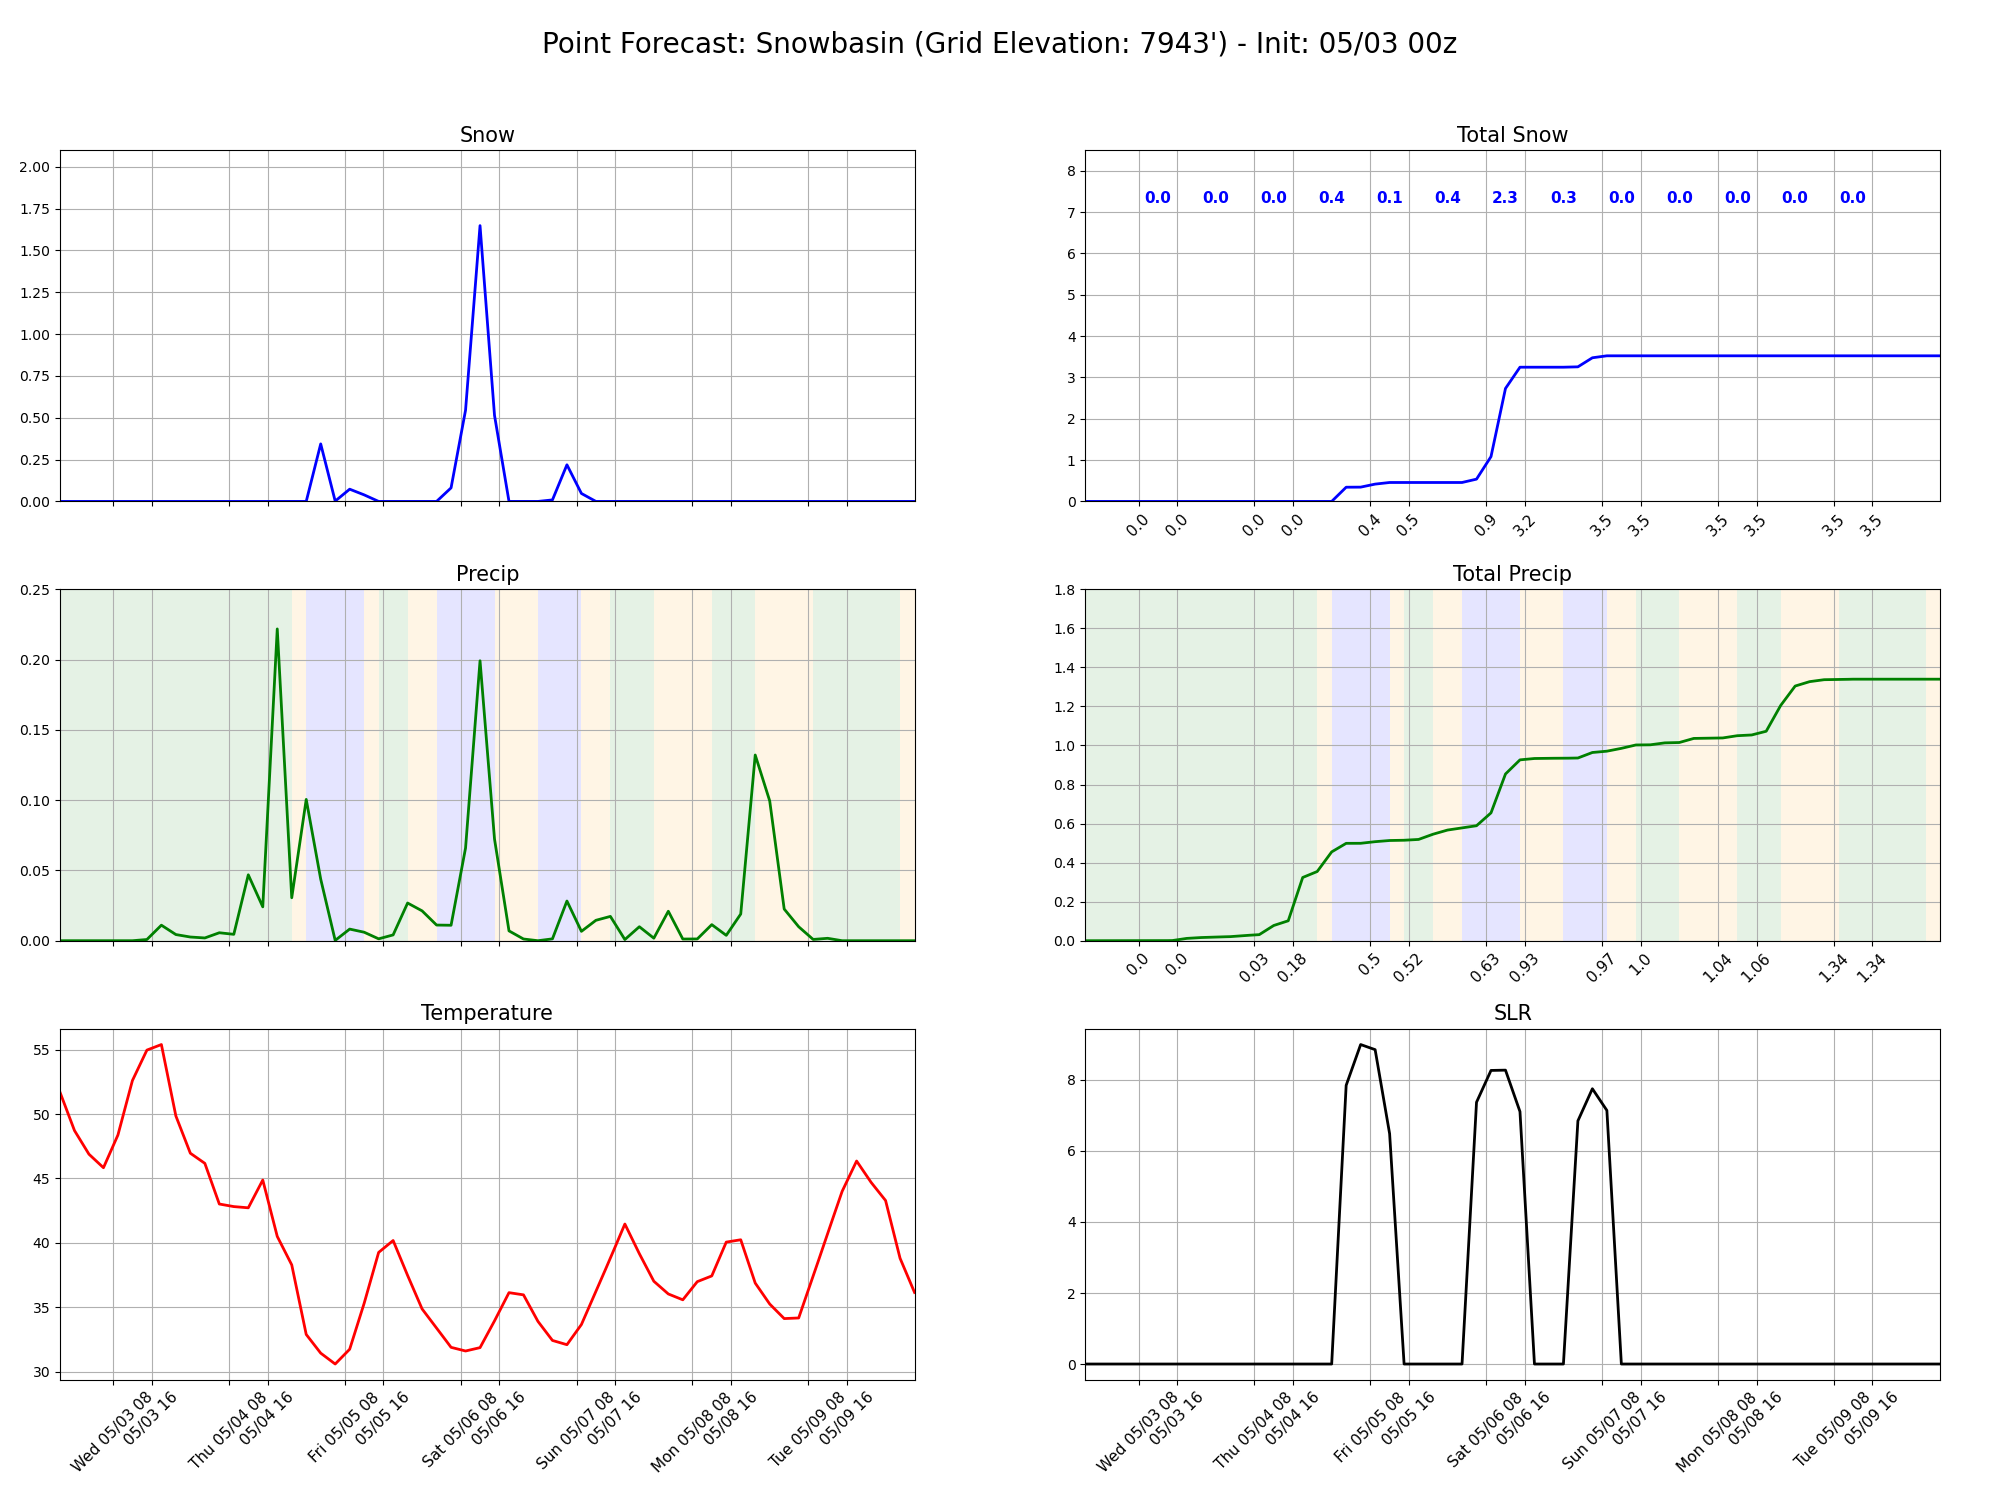 Point Forecast: Snowbasin (Grid Elevation: 7943') - Init: 05/03 00z
Snow
2.00
1.75
1.50
1.25
1.00
0.75
0.50
0.25
0.00
Total Snow
8
7
6
5
4
3
2
1
0
0.0 0.0 0.0 0.4 0.1 0.4 2.3 0.3 0.0 0.0 0.0 0.0 0.0
0.0 0.0 0.0 0.0 0.4 0.5 0.9 3.2 3.5 3.5 3.5 3.5 3.5 3.5
Precip
0.25
0.20
0.15
0.10
0.05
0.00
Total Precip
1.8
1.6
1.4
1.2
1.0
0.8
0.6
0.4
0.2
0.0
0.0 0.0 0.03 0.18 0.5 0.52 0.63 0.93 0.97 1.0 1.04 1.06 1.34 1.34
Temperature
55
50
45
40
35
30
Wed 05/03 08
05/03 16
Thu 05/04 08
05/04 16
Fri 05/05 08
05/05 16
Sat 05/06 08
05/06 16
Sun 05/07 08
05/07 16
Mon 05/08 08
05/08 16
Tue 05/09 08
05/09 16
SLR
8
6
4
2
0
Wed 05/03 08
05/03 16
Thu 05/04 08
05/04 16
Fri 05/05 08
05/05 16
Sat 05/06 08
05/06 16
Sun 05/07 08
05/07 16
Mon 05/08 08
05/08 16
Tue 05/09 08
05/09 16